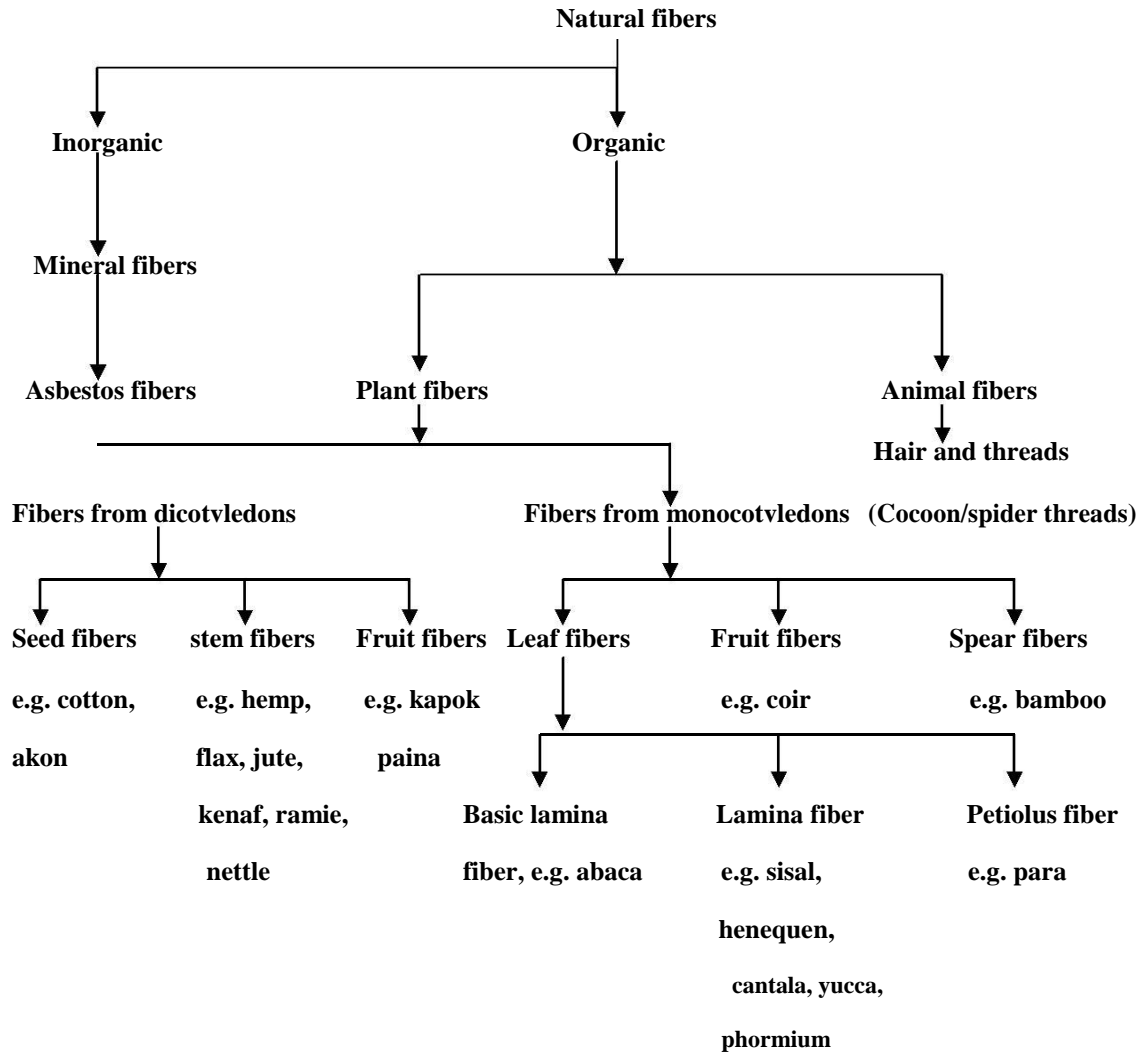 Natural fibers
Inorganic
Organic
Mineral fibers
Asbestos fibers
Plant fibers
Animal fibers
Hair and threads
Fibers from dicotvledons
Fibers from monocotvledons
(Cocoon/spider threads)
Seed fibers
e.g. cotton,
akon
stem fibers
e.g. hemp,
flax, jute,
kenaf, ramie,
nettle
Fruit fibers
e.g. kapok
paina
Leaf fibers
Fruit fibers
e.g. coir
Spear fibers
e.g. bamboo
Basic lamina
fiber, e.g. abaca
Lamina fiber
e.g. sisal,
henequen,
cantala, yucca,
phormium
Petiolus fiber
e.g. para